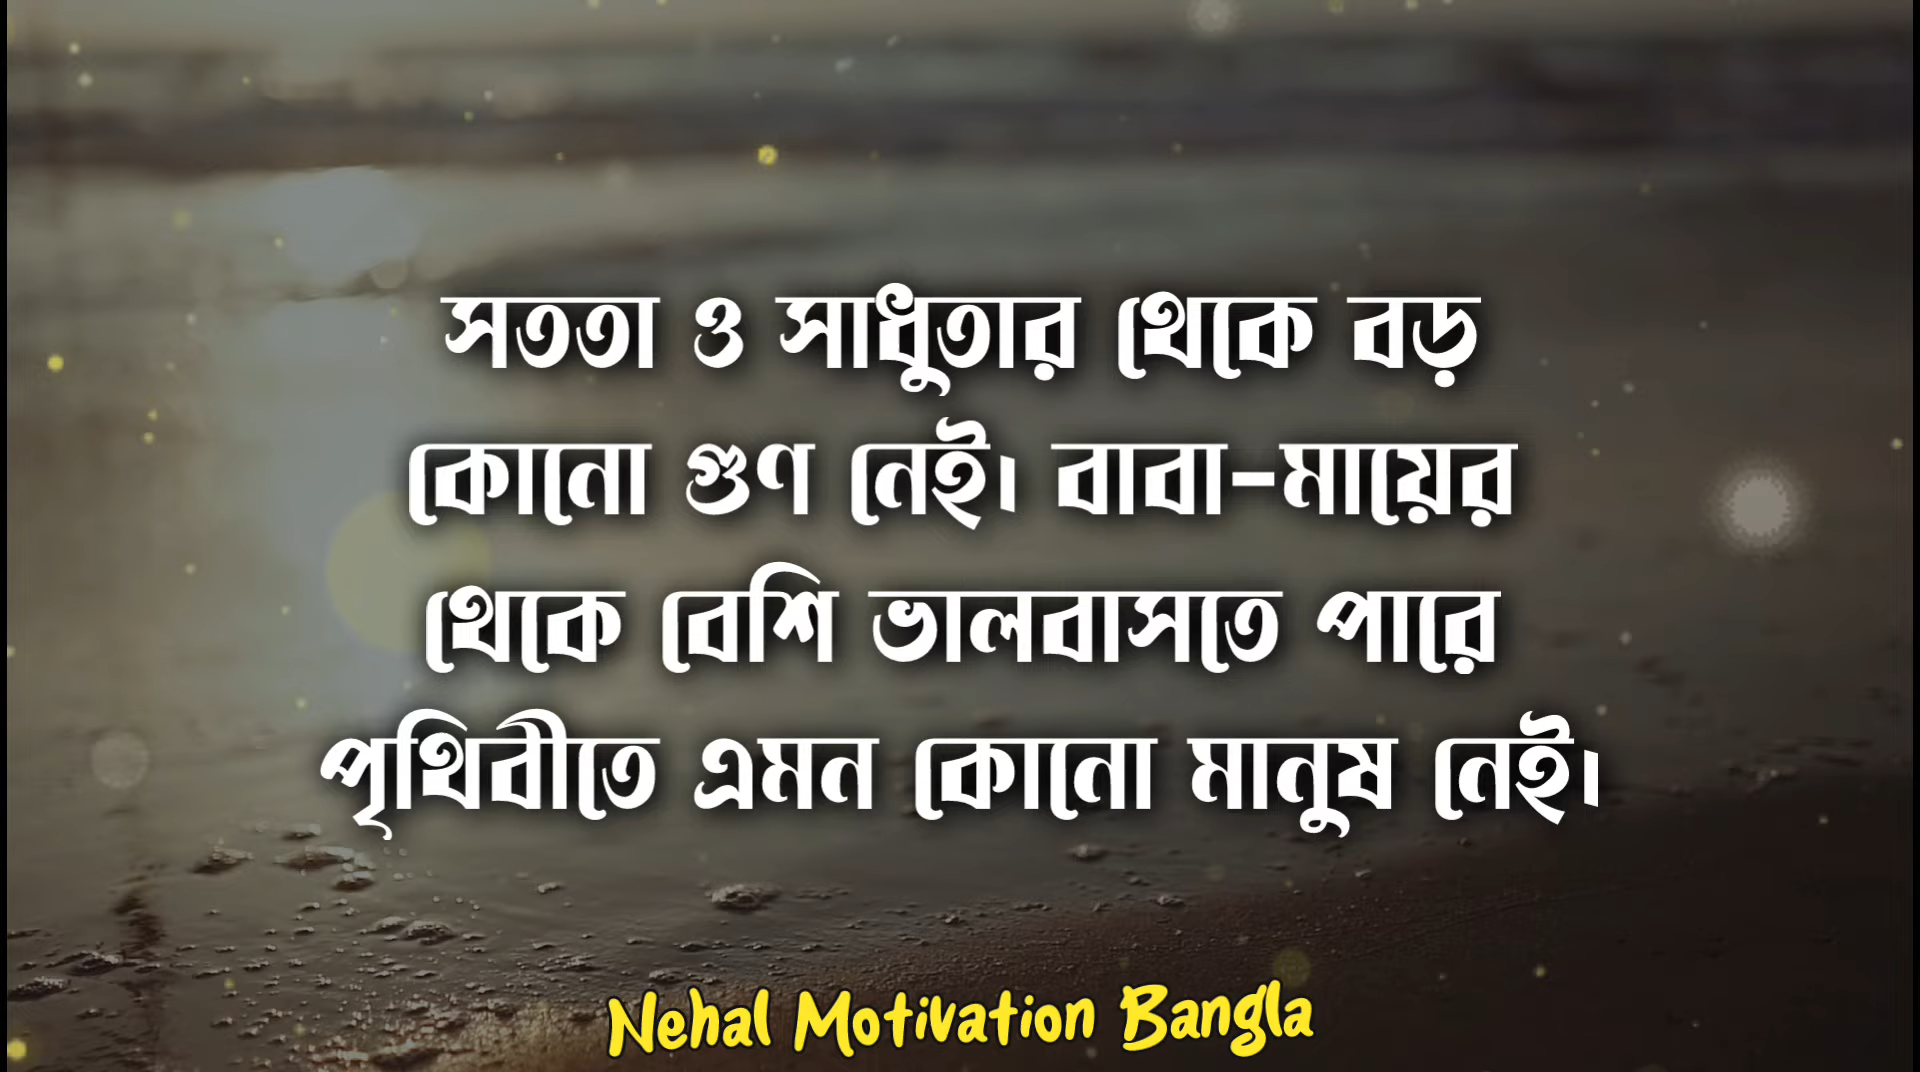 সততা ও সাধুতার থেকে বড়
কোনো গুণ নেই। বাবা-মায়ের
থেকে বেশি ভালবাসতে পারে
পৃথিবীতে এমন কোনো মানুষ নেই।
Nehal Motivation Bangla